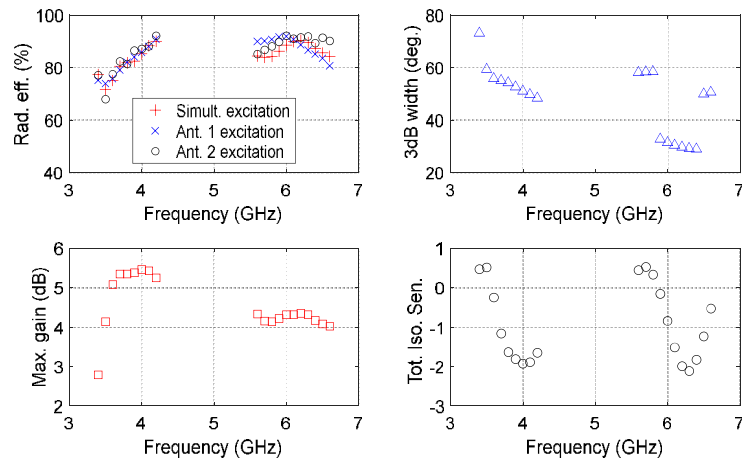 100
80
60
40
Rad. eff. (%)
Simult. excitation
Ant. 1 excitation
Ant. 2 excitation
3 4 5 6 7
Frequency (GHz)
80
60
40
20
3dB width (deg.)
3 4 5 6 7
Frequency (GHz)
6
5
4
3
2
Max. gain (dB)
3 4 5 6 7
Frequency (GHz)
1
0
-1
-2
-3
Tot. Iso. Sen.
3 4 5 6 7
Frequency (GHz)